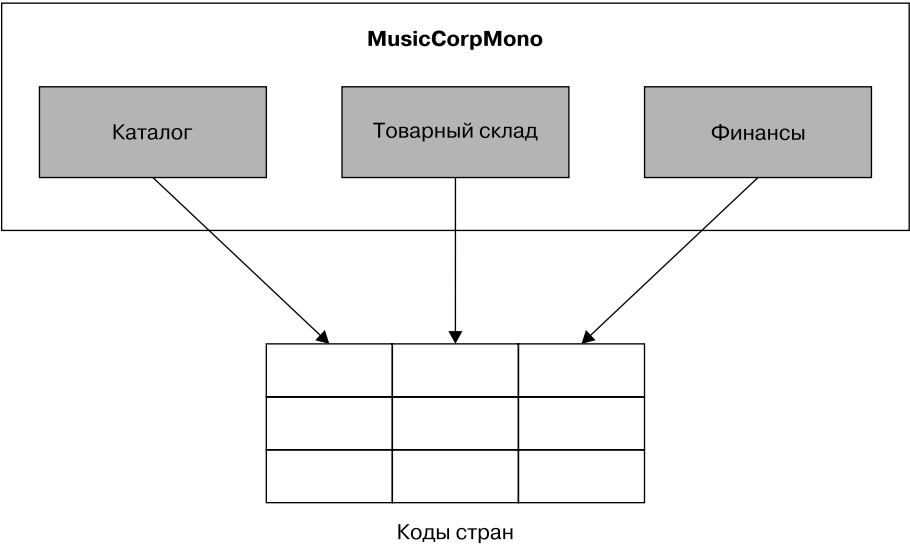 MusicCorpMono
Каталог
Товарный склад
Финансы
Коды стран